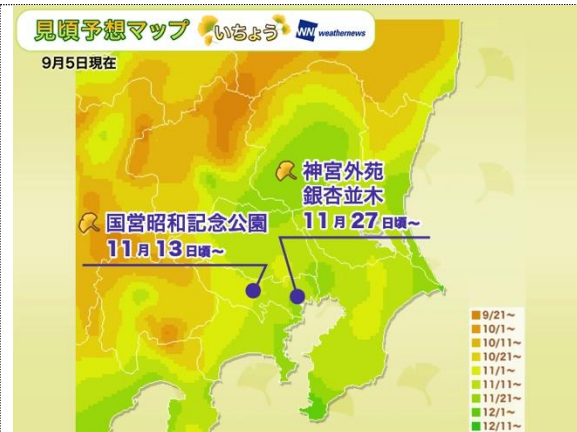 見頃予想マップ いちょう WN weathernews
9月5日現在
神宮外苑
銀杏並木
11月27日頃～
国営昭和記念公園
11月13日頃～
9/21～
10/1～
10/11～
10/21～
11/1～
11/11～
11/21～
12/1～
12/11～